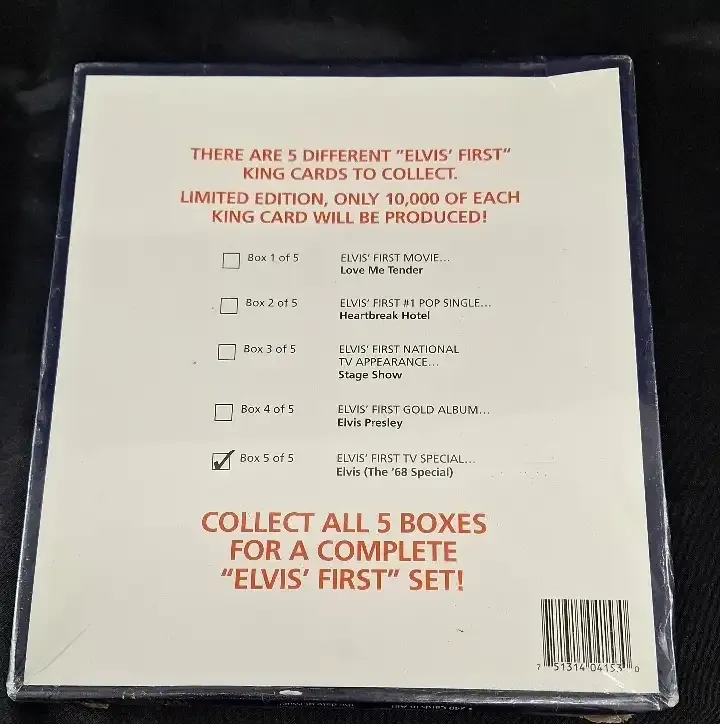 THERE ARE 5 DIFFERENT "ELVIS' FIRST"
KING CARDS TO COLLECT.
LIMITED EDITION, ONLY 10,000 OF EACH
KING CARD WILL BE PRODUCED!
Box 1 of 5 ELVIS' FIRST MOVIE...
Love Me Tender
Box 2 of 5 ELVIS' FIRST #1 POP SINGLE...
Heartbreak Hotel
Box 3 of 5 ELVIS' FIRST NATIONAL
TV APPEARANCE...
Stage Show
Box 4 of 5 ELVIS' FIRST GOLD ALBUM...
Elvis Presley
Box 5 of 5 ELVIS' FIRST TV SPECIAL...
Elvis (The '68 Special)
COLLECT ALL 5 BOXES
FOR A COMPLETE
"ELVIS' FIRST" SET!
7 51314 04153 0